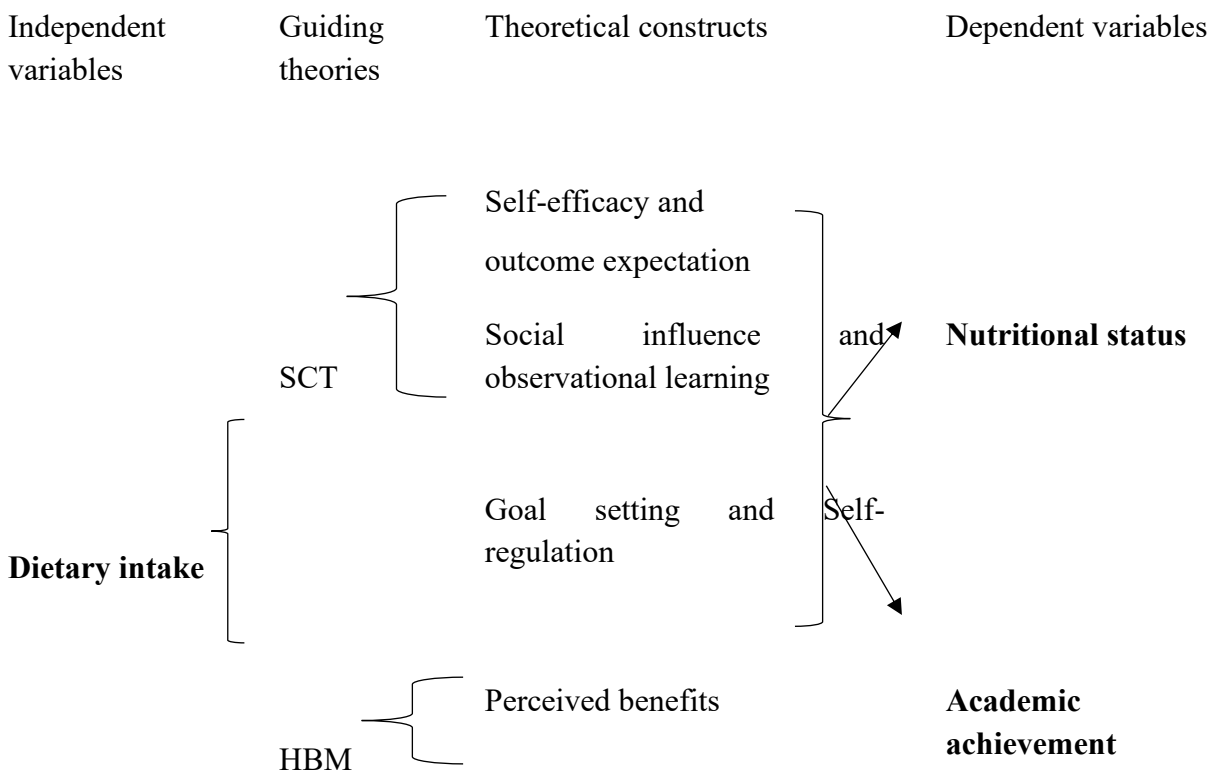 Independent variables
Guiding theories
Theoretical constructs
Dependent variables
Self-efficacy and
outcome expectation
Social influence and
observational learning
SCT
Nutritional status
Goal setting and Self-
regulation
Dietary intake
Perceived benefits
HBM
Academic
achievement